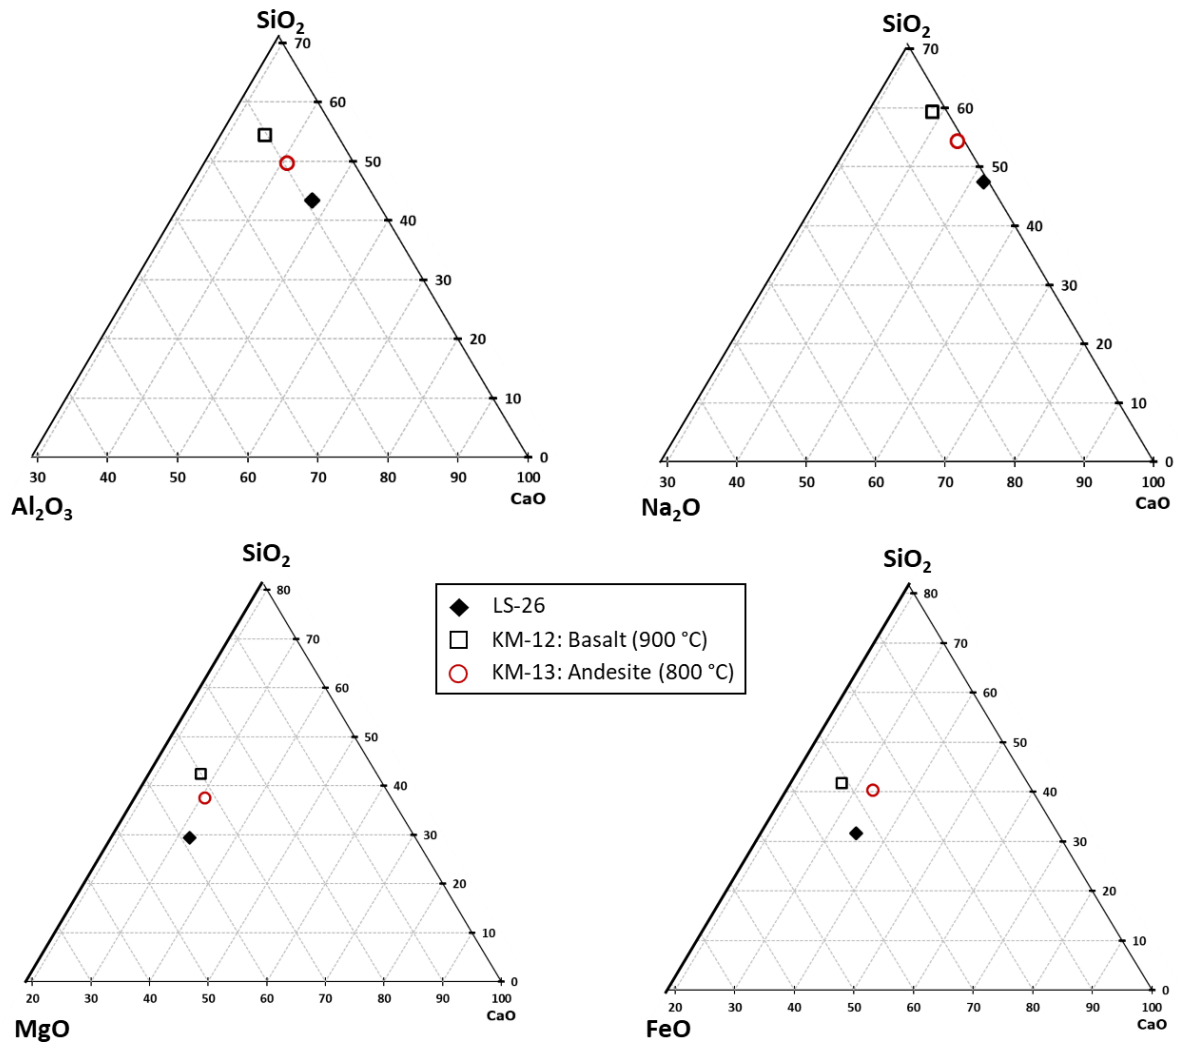 SiO₂
70
60
50
40
30
20
10
0
30 40 50 60 70 80 90 100
CaO
Al₂O₃
SiO₂
70
60
50
40
30
20
10
0
30 40 50 60 70 80 90 100
CaO
Na₂O
SiO₂
80
70
60
50
40
30
20
10
0
20 30 40 50 60 70 80 90 100
CaO
MgO
LS-26
KM-12: Basalt (900 °C)
KM-13: Andesite (800 °C)
SiO₂
80
70
60
50
40
30
20
10
0
20 30 40 50 60 70 80 90 100
CaO
FeO